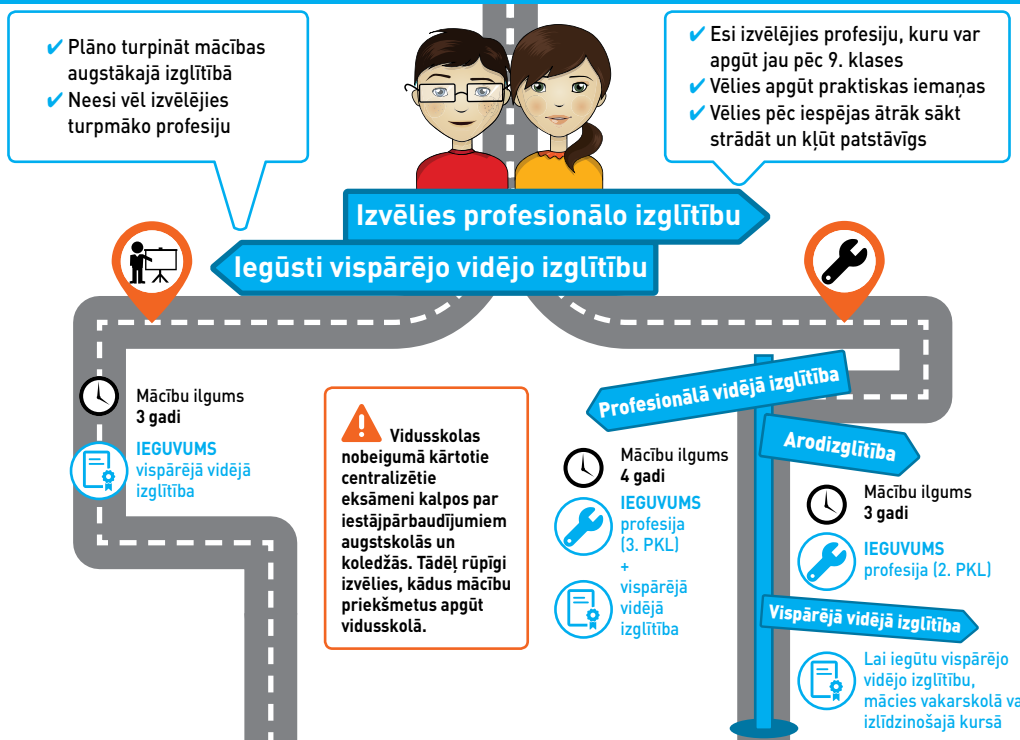 ✔ Plāno turpināt mācības
augstākajā izglītībā
✔ Neesi vēl izvēlējies
turpmāko profesiju
✔ Esi izvēlējies profesiju, kuru var
apgūt jau pēc 9. klases
✔ Vēlies apgūt praktiskas iemaņas
✔ Vēlies pēc iespējas ātrāk sākt
strādāt un kļūt patstāvīgs
Izvēlies profesionālo izglītību
Iegūsti vispārējo vidējo izglītību
Mācību ilgums
3 gadi
IEGUVUMS
vispārējā vidējā
izglītība
Vidusskolas
nobeigumā kārtotie
centralizētie
eksāmeni kalpos par
iestājpārbaudījumiem
augstskolās un
koledžās. Tādēļ rūpīgi
izvēlies, kādus mācību
priekšmetus apgūt
vidusskolā.
Profesionālā vidējā izglītība
Mācību ilgums
4 gadi
IEGUVUMS
profesija
(3. PKL)
+
vispārējā
vidējā
izglītība
Arodizglītība
Mācību ilgums
3 gadi
IEGUVUMS
profesija (2. PKL)
Vispārējā vidējā izglītība
Lai iegūtu vispārējo
vidējo izglītību,
mācies vakarskolā va
izlīdzinošajā kursā